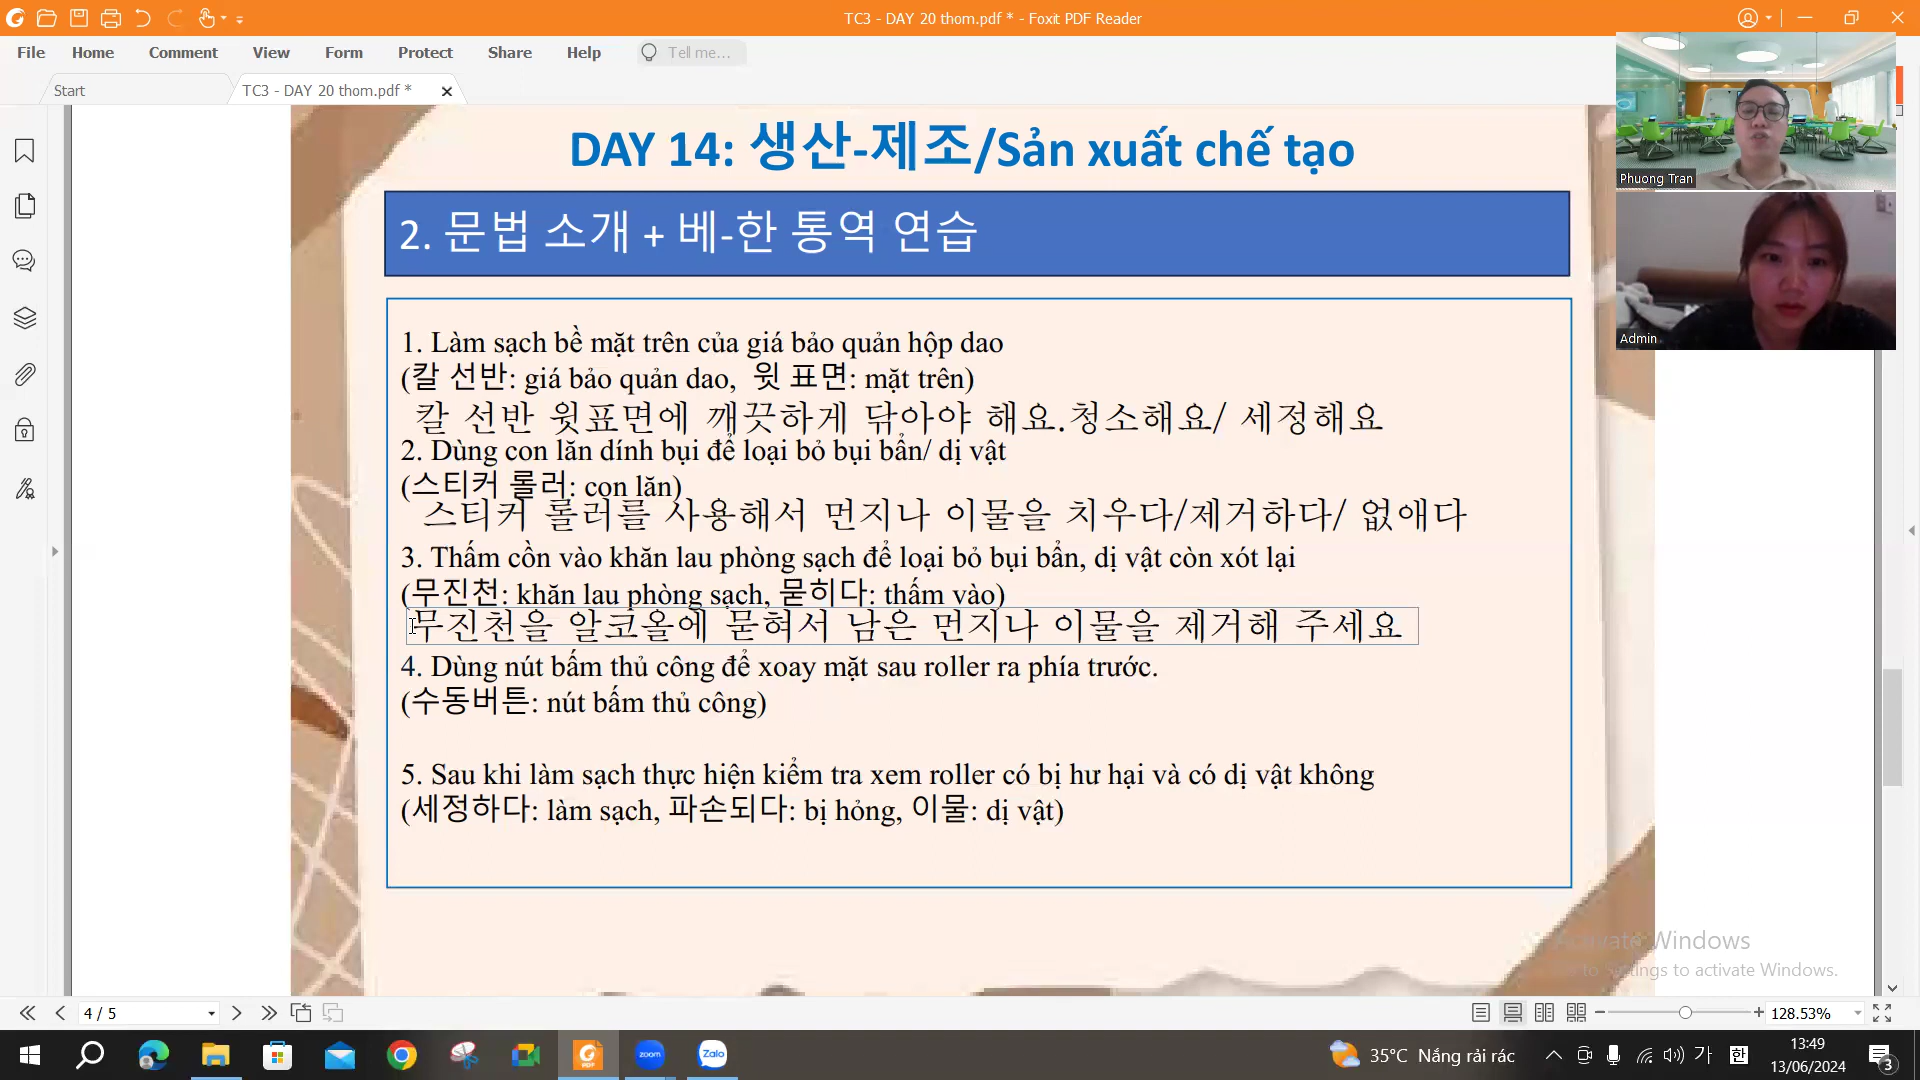 TC3 - DAY 20 thom.pdf * - Foxit PDF Reader
File Home Comment View Form Protect Share Help Tell me...
Start TC3 - DAY 20 thom.pdf *
Phuong Tran
Admin
DAY 14: 생산-제조/Sản xuất chế tạo
2. 문법 소개 + 베-한 통역 연습
1. Làm sạch bề mặt trên của giá bảo quản hộp dao
(칼 선반: giá bảo quản dao, 윗 표면: mặt trên)
칼 선반 윗표면에 깨끗하게 닦아야 해요.청소해요/ 세정해요
2. Dùng con lăn dính bụi để loại bỏ bụi bẩn/ dị vật
(스티커 롤러: con lăn)
스티커 롤러를 사용해서 먼지나 이물을 치우다/제거하다/ 없애다
3. Thấm cồn vào khăn lau phòng sạch để loại bỏ bụi bẩn, dị vật còn xót lại
(무진천: khăn lau phòng sạch, 묻히다: thấm vào)
무진천을 알코올에 묻혀서 남은 먼지나 이물을 제거해 주세요
4. Dùng nút bấm thủ công để xoay mặt sau roller ra phía trước.
(수동버튼: nút bấm thủ công)
5. Sau khi làm sạch thực hiện kiểm tra xem roller có bị hư hại và có dị vật không
(세정하다: làm sạch, 파손되다: bị hỏng, 이물: dị vật)
Activate Windows
to Settings to activate Windows.
4 / 5
128.53%
zoom
Zalo
35°C Nắng rải rác
가 한
13:49
13/06/2024
3